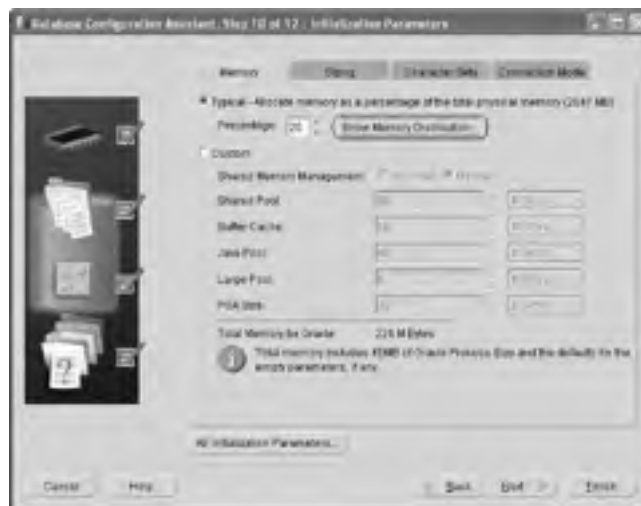 Database Configuration Assistant, Step 10 of 12 : Initialization Parameters
Memory Sizing Character Sets Connection Mode
Typical - Allocate memory as a percentage of the total physical memory (2047 MB)
Percentage: Show Memory Distribution...
Custom
Shared Memory Management Manual
Shared Pool:
Buffer Cache:
Java Pool:
Large Pool:
PGA Size:
Total Memory for Oracle: M Bytes
Total memory includes 40MB of Oracle Process Size and the defaults for the
empty parameters, if any.
All Initialization Parameters...
Cancel Help Back Next Finish